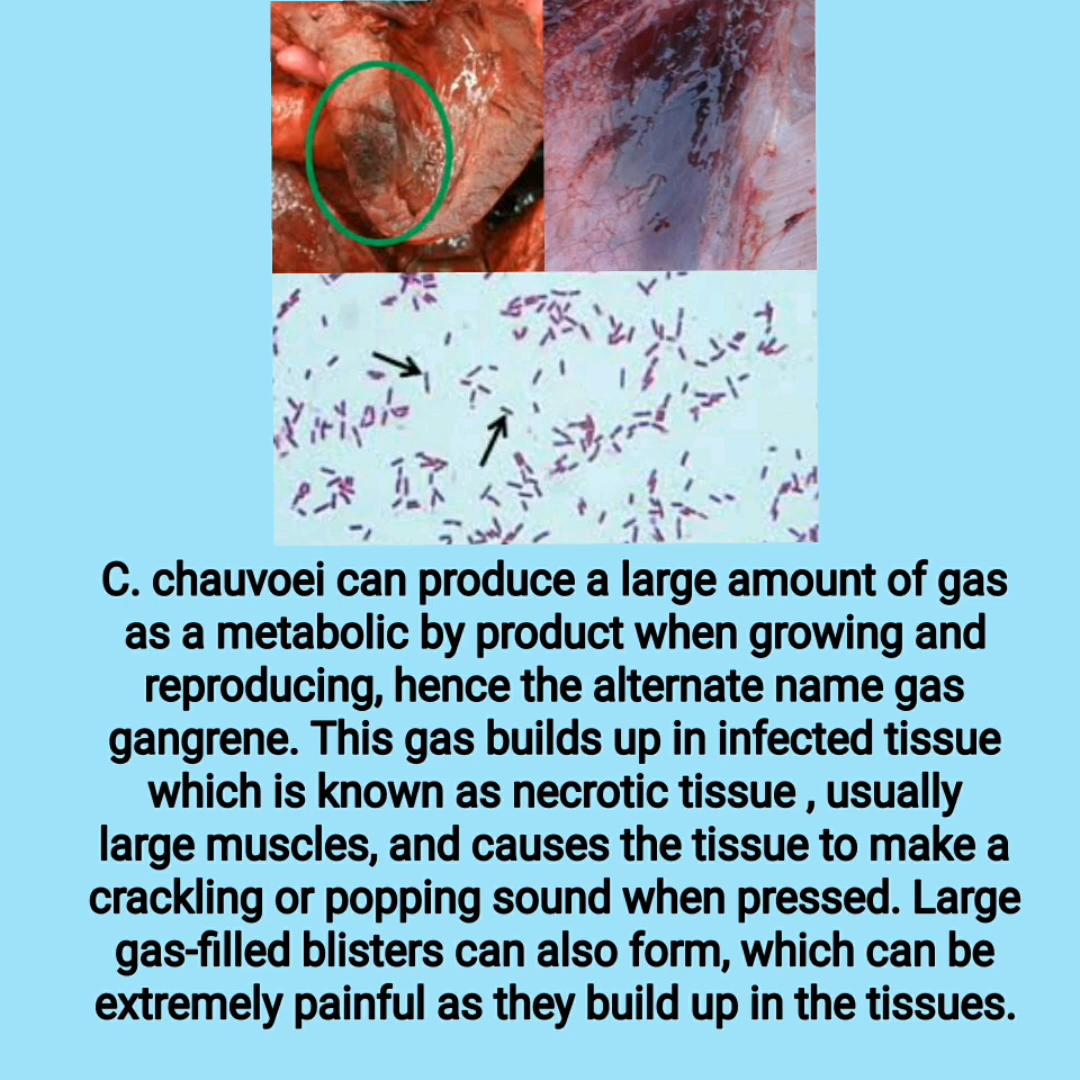 C. chauvoei can produce a large amount of gas
as a metabolic by product when growing and
reproducing, hence the alternate name gas
gangrene. This gas builds up in infected tissue
which is known as necrotic tissue , usually
large muscles, and causes the tissue to make a
crackling or popping sound when pressed. Large
gas-filled blisters can also form, which can be
extremely painful as they build up in the tissues.